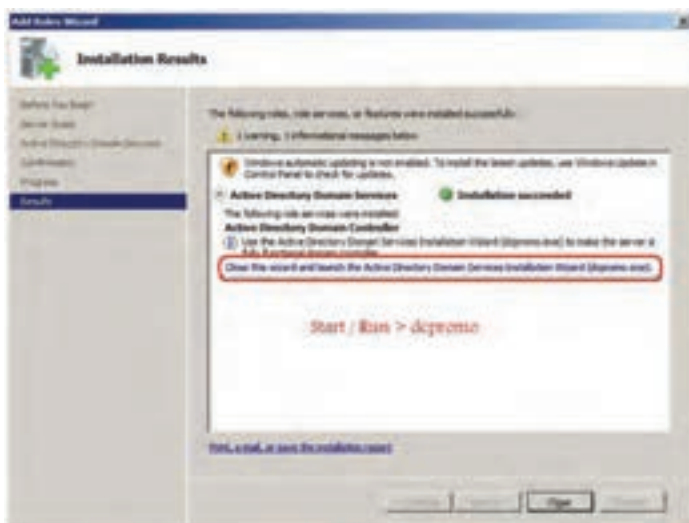 Add Roles Wizard
Installation Results
Before You Begin
Server Roles
Active Directory Domain Services
Confirmation
Progress
Results
The following roles, role services, or features were installed successfully:
1 warning, 1 informational messages below
Windows automatic updating is not enabled. To install the latest updates, use Windows Update in
Control Panel to check for updates.
Active Directory Domain Services
Installation succeeded
The following role services were installed:
Active Directory Domain Controller
Use the Active Directory Domain Services Installation Wizard (dcpromo.exe) to make the server a
fully functional domain controller.
Close this wizard and launch the Active Directory Domain Services Installation Wizard (dcpromo.exe).
Start / Run > dcpromo
Print, e-mail, or save the installation report
Close